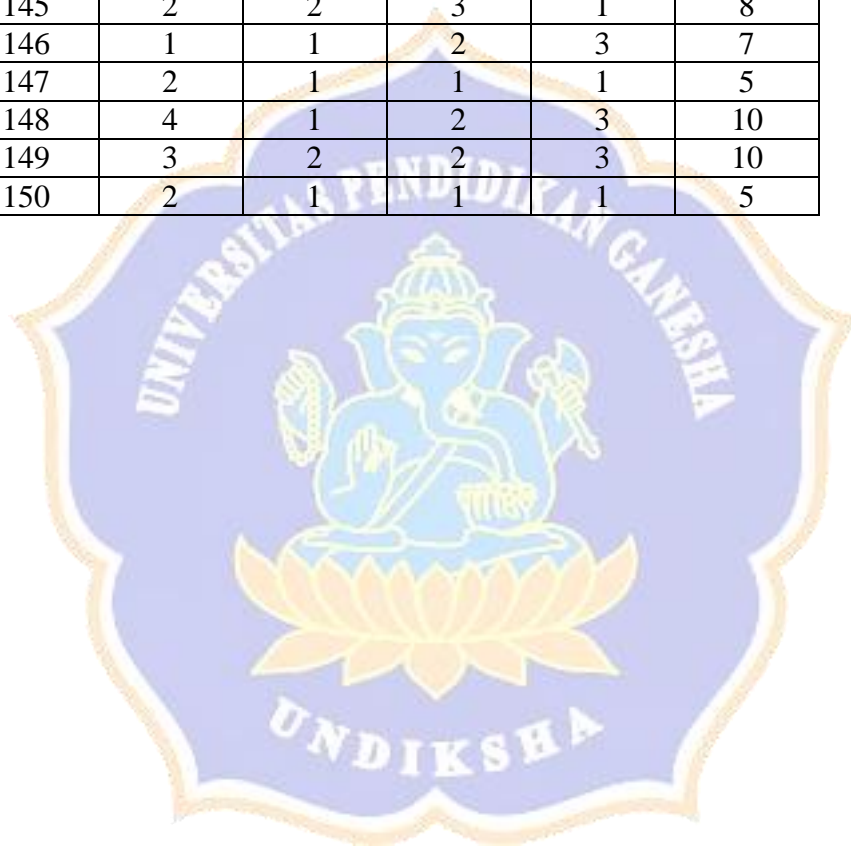 145 2 2 3 1 8
146 1 1 2 3 7
147 2 1 1 1 5
148 4 1 2 3 10
149 3 2 2 3 10
150 2 1 1 1 5
UNIVERSITAS PENDIDIKAN GANESHA
UNDIKSHA